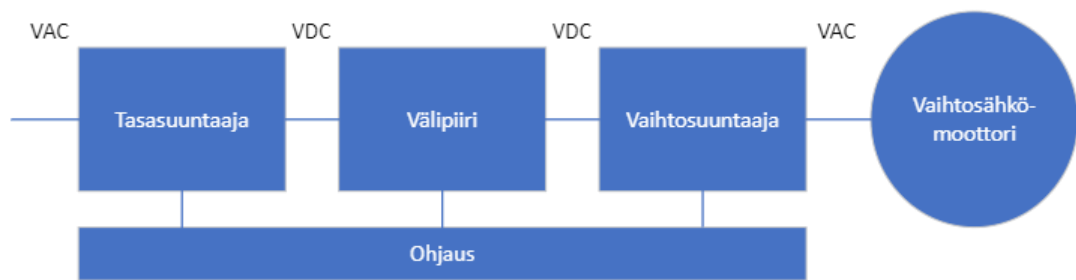 VAC
VDC
VDC
VAC
Tasasuuntaaja
Välipiiri
Vaihtosuuntaaja
Vaihtosähkö-
moottori
Ohjaus